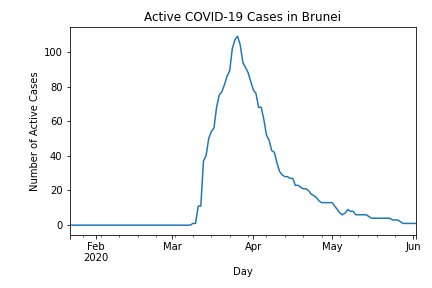 Active COVID-19 Cases in Brunei
Number of Active Cases
100
80
60
40
20
0
Feb
2020
Mar
Apr
May
Jun
Day